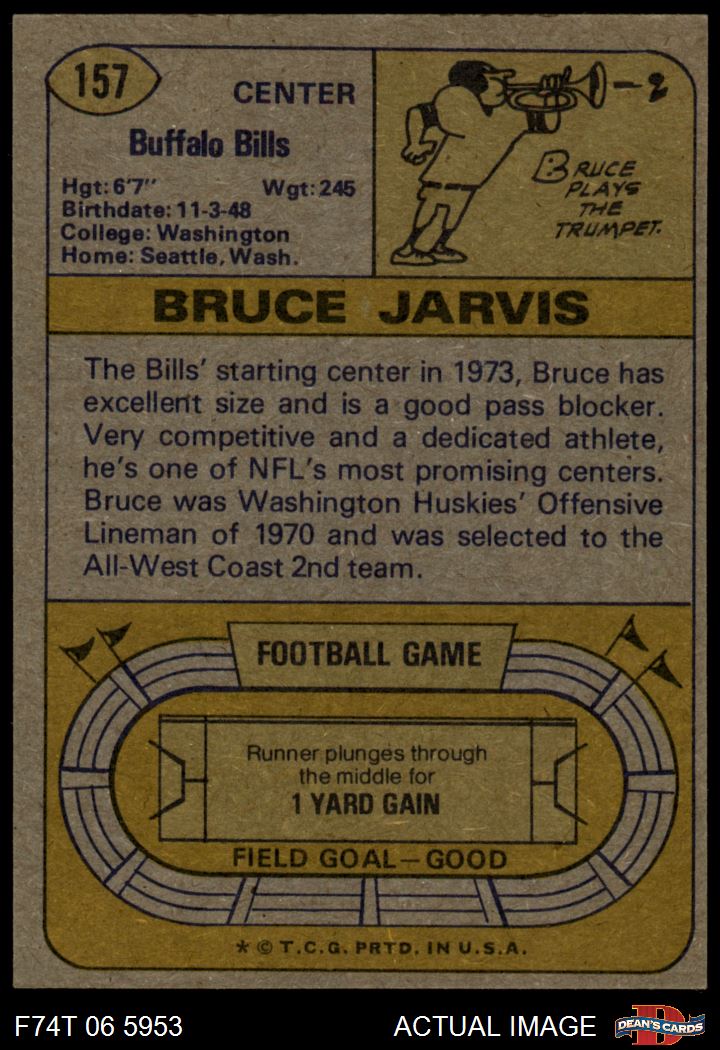 157
CENTER
Buffalo Bills
Hgt: 6'7" Wgt: 245
Birthdate: 11-3-48
College: Washington
Home: Seattle, Wash.
BRUCE
PLAYS
THE
TRUMPET.
BRUCE JARVIS
The Bills' starting center in 1973, Bruce has
excellent size and is a good pass blocker.
Very competitive and a dedicated athlete,
he's one of NFL's most promising centers.
Bruce was Washington Huskies' Offensive
Lineman of 1970 and was selected to the
All-West Coast 2nd team.
FOOTBALL GAME
Runner plunges through
the middle for
1 YARD GAIN
FIELD GOAL—GOOD
* © T.C.G. PRTD. IN U.S.A.
F74T 06 5953 ACTUAL IMAGE
D
DEAN'S CARDS